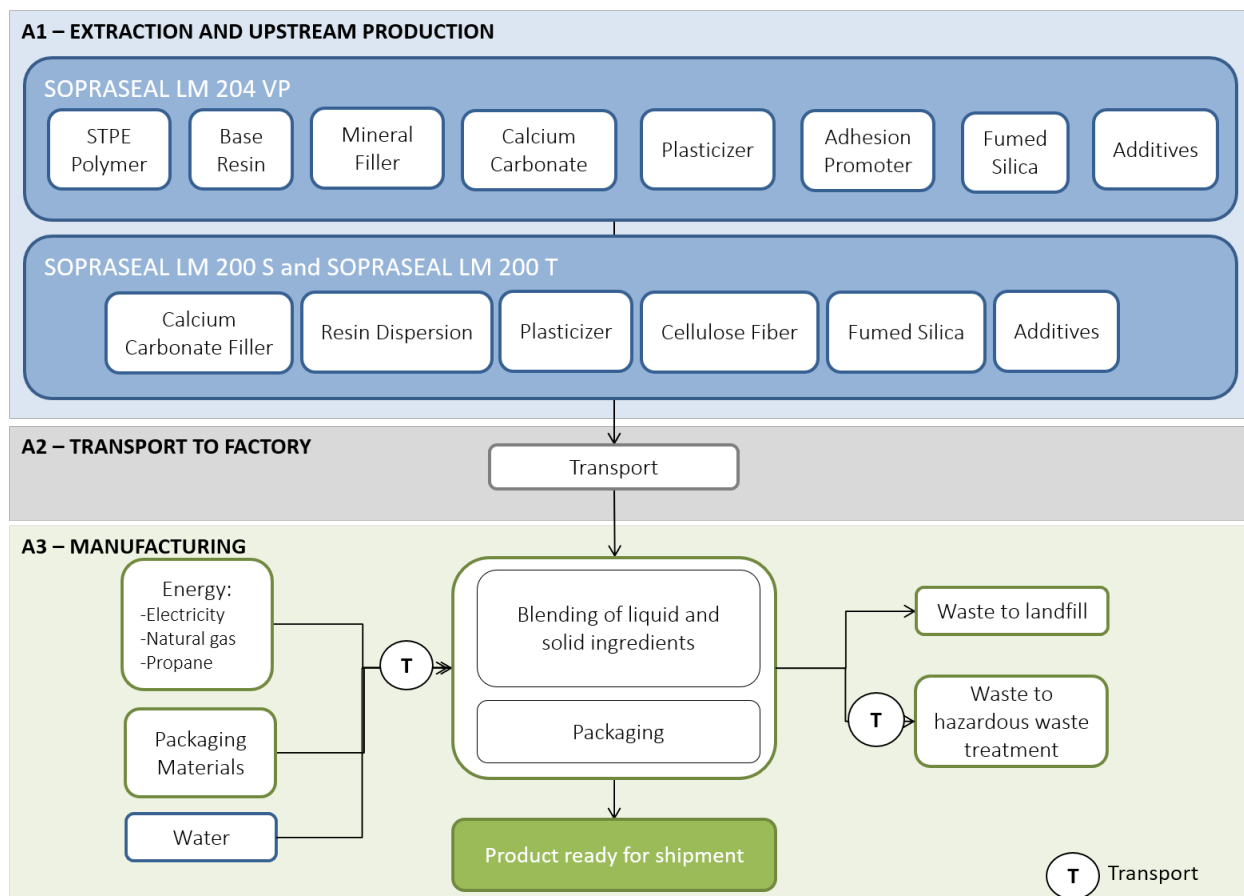 A1 – EXTRACTION AND UPSTREAM PRODUCTION
SOPRASEAL LM 204 VP
STPE
Polymer
Base
Resin
Mineral
Filler
Calcium
Carbonate
Plasticizer
Adhesion
Promoter
Fumed
Silica
Additives
SOPRASEAL LM 200 S and SOPRASEAL LM 200 T
Calcium
Carbonate Filler
Resin Dispersion
Plasticizer
Cellulose Fiber
Fumed Silica
Additives
A2 – TRANSPORT TO FACTORY
Transport
A3 – MANUFACTURING
Energy:
-Electricity
-Natural gas
-Propane
Packaging
Materials
Water
T
Blending of liquid and
solid ingredients
Packaging
Product ready for shipment
Waste to landfill
T
Waste to
hazardous waste
treatment
T
Transport